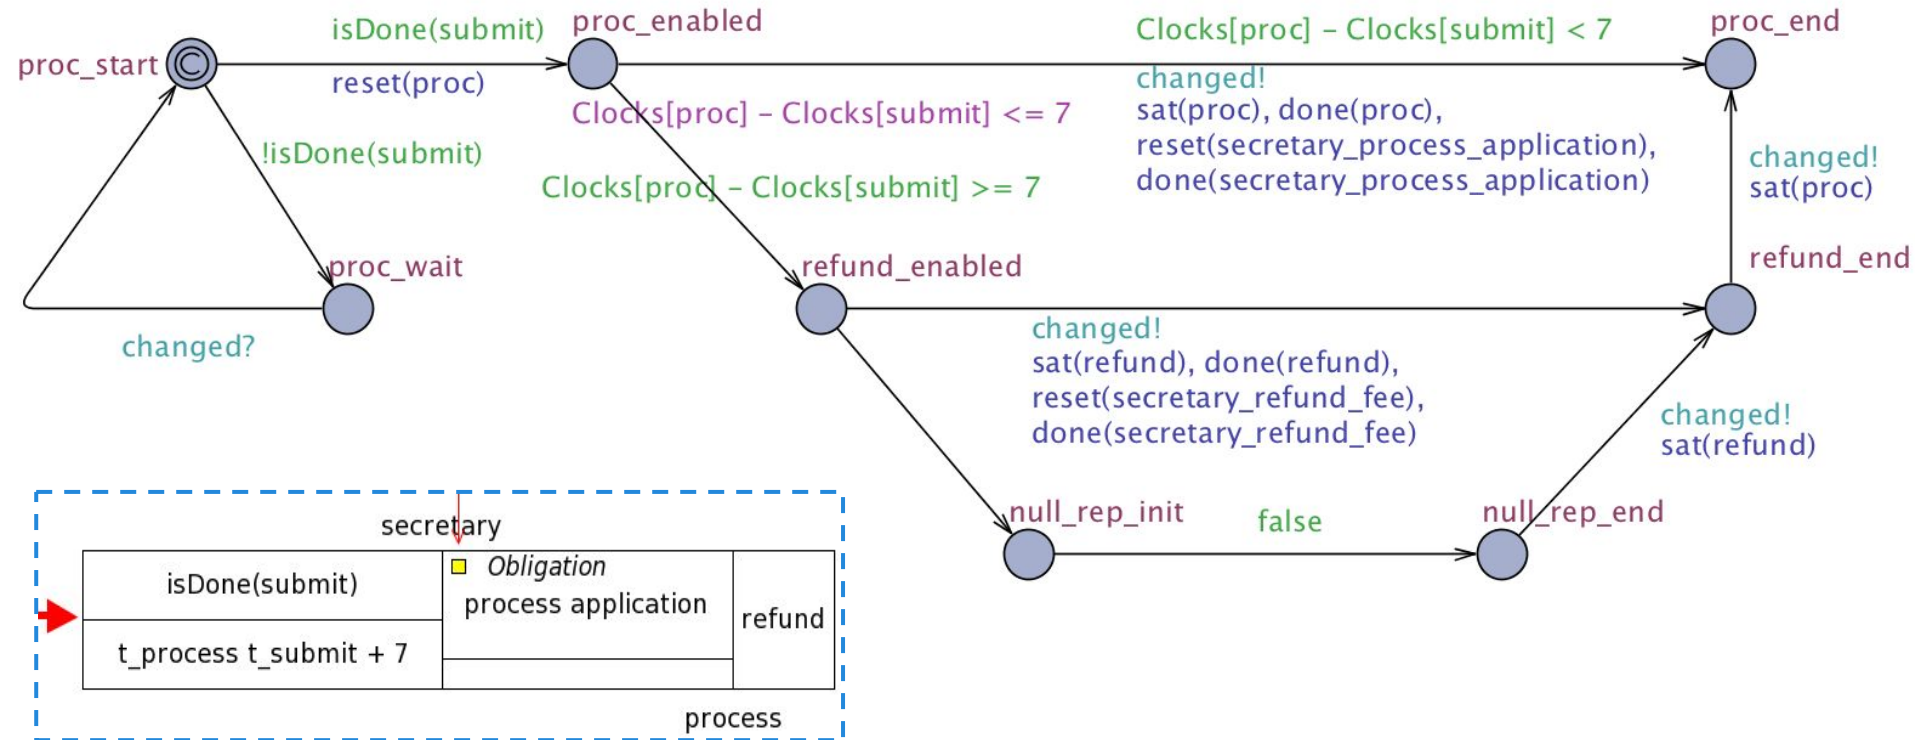 proc_start
C
isDone(submit)
reset(proc)
proc_enabled
Clocks[proc] – Clocks[submit] < 7
changed!
sat(proc), done(proc),
reset(secretary_process_application),
done(secretary_process_application)
proc_end
Clocks[proc] – Clocks[submit] <= 7
!isDone(submit)
Clocks[proc] – Clocks[submit] >= 7
changed!
sat(proc)
proc_wait
changed?
refund_enabled
refund_end
changed!
sat(refund), done(refund),
reset(secretary_refund_fee),
done(secretary_refund_fee)
changed!
sat(refund)
null_rep_init
false
null_rep_end
secretary
isDone(submit)
t_process t_submit + 7
Obligation
process application
refund
process